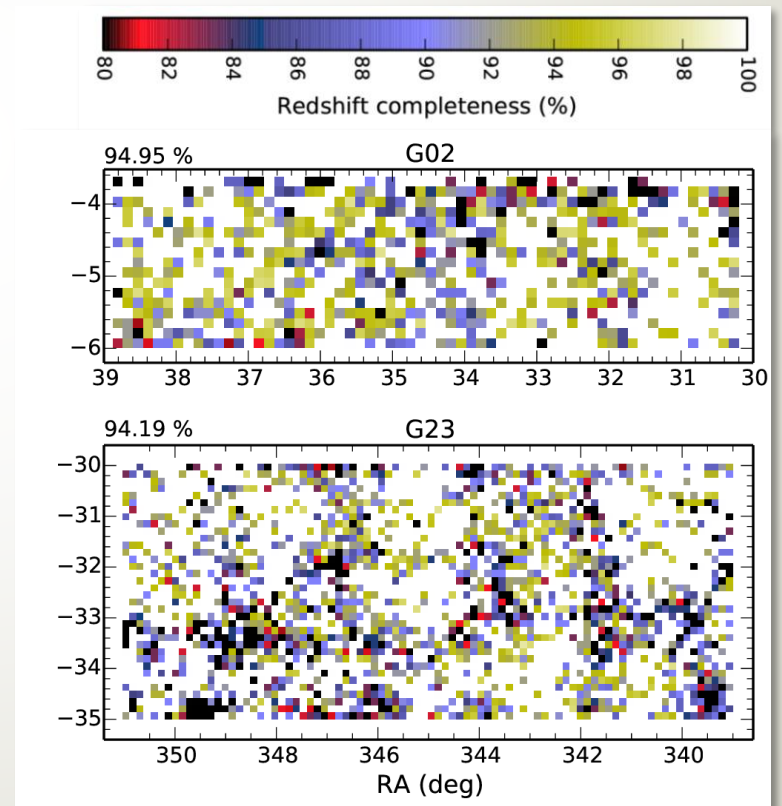 80 82 84 86 88 90 92 94 96 98 100
Redshift completeness (%)
94.95 % G02
−4
−5
−6
39 38 37 36 35 34 33 32 31 30
94.19 % G23
−30
−31
−32
−33
−34
−35
350 348 346 344 342 340
RA (deg)